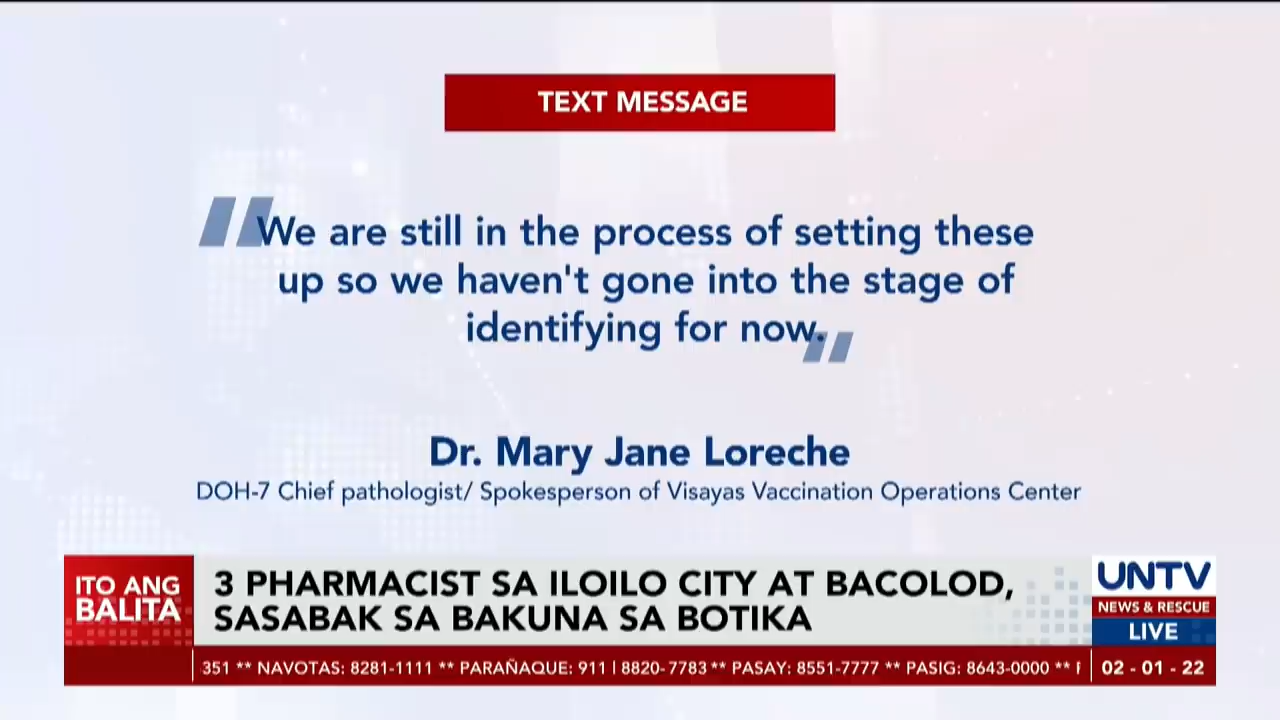 TEXT MESSAGE
"We are still in the process of setting these
up so we haven't gone into the stage of
identifying for now."
Dr. Mary Jane Loreche
DOH-7 Chief pathologist/ Spokesperson of Visayas Vaccination Operations Center
ITO ANG
BALITA
3 PHARMACIST SA ILOILO CITY AT BACOLOD,
SASABAK SA BAKUNA SA BOTIKA
UNTV
NEWS & RESCUE
LIVE
351 ** NAVOTAS: 8281-1111 ** PARAÑAQUE: 911 | 8820-7783 ** PASAY: 8551-7777 ** PASIG: 8643-0000 **
02 - 01 - 22